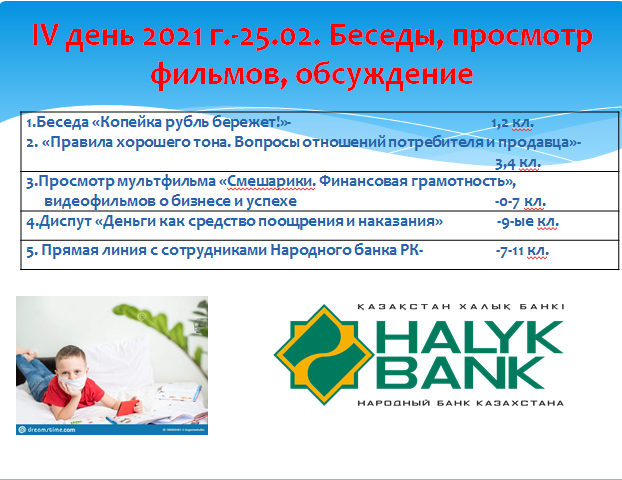 IV день 2021 г.-25.02. Беседы, просмотр
фильмов, обсуждение
1.Беседа «Копейка рубль бережет!»- 1,2 кл.
2. «Правила хорошего тона. Вопросы отношений потребителя и продавца»-
3,4 кл.
3.Просмотр мультфильма «Смешарики. Финансовая грамотность»,
видеофильмов о бизнесе и успехе -0-7 кл.
4.Диспут «Деньги как средство поощрения и наказания» -9-ые кл.
5. Прямая линия с сотрудниками Народного банка РК- -7-11 кл.
ҚАЗАҚСТАН ХАЛЫҚ БАНКІ
HALYK
BANK
НАРОДНЫЙ БАНК КАЗАХСТАНА
dreamstime.com